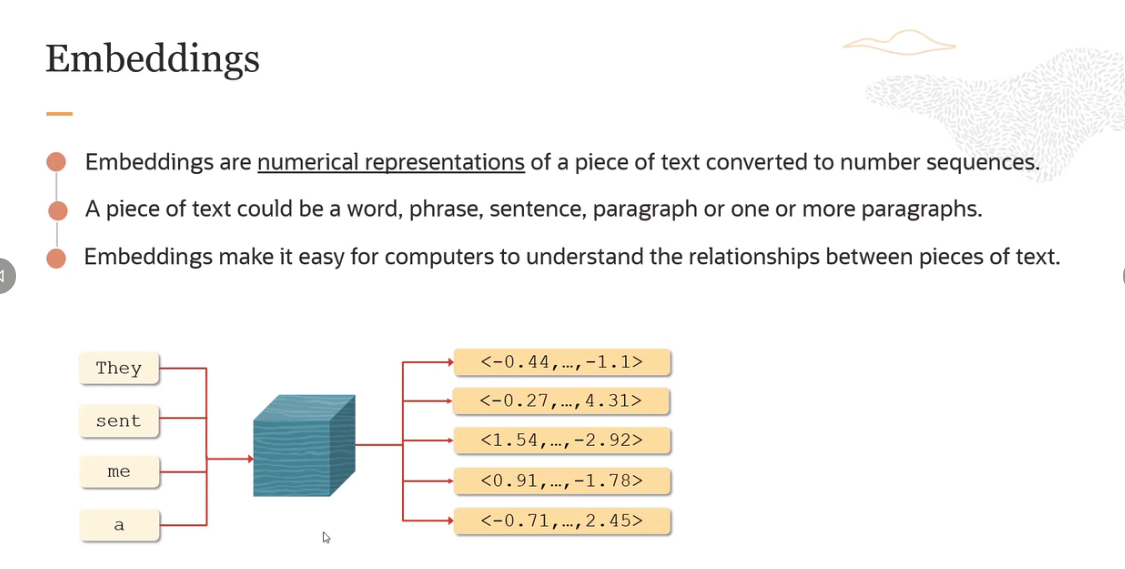 Embeddings
Embeddings are numerical representations of a piece of text converted to number sequences.
A piece of text could be a word, phrase, sentence, paragraph or one or more paragraphs.
Embeddings make it easy for computers to understand the relationships between pieces of text.
They
sent
me
a
<-0.44,…,-1.1>
<-0.27,…,4.31>
<1.54,…,-2.92>
<0.91,…,-1.78>
<-0.71,…,2.45>